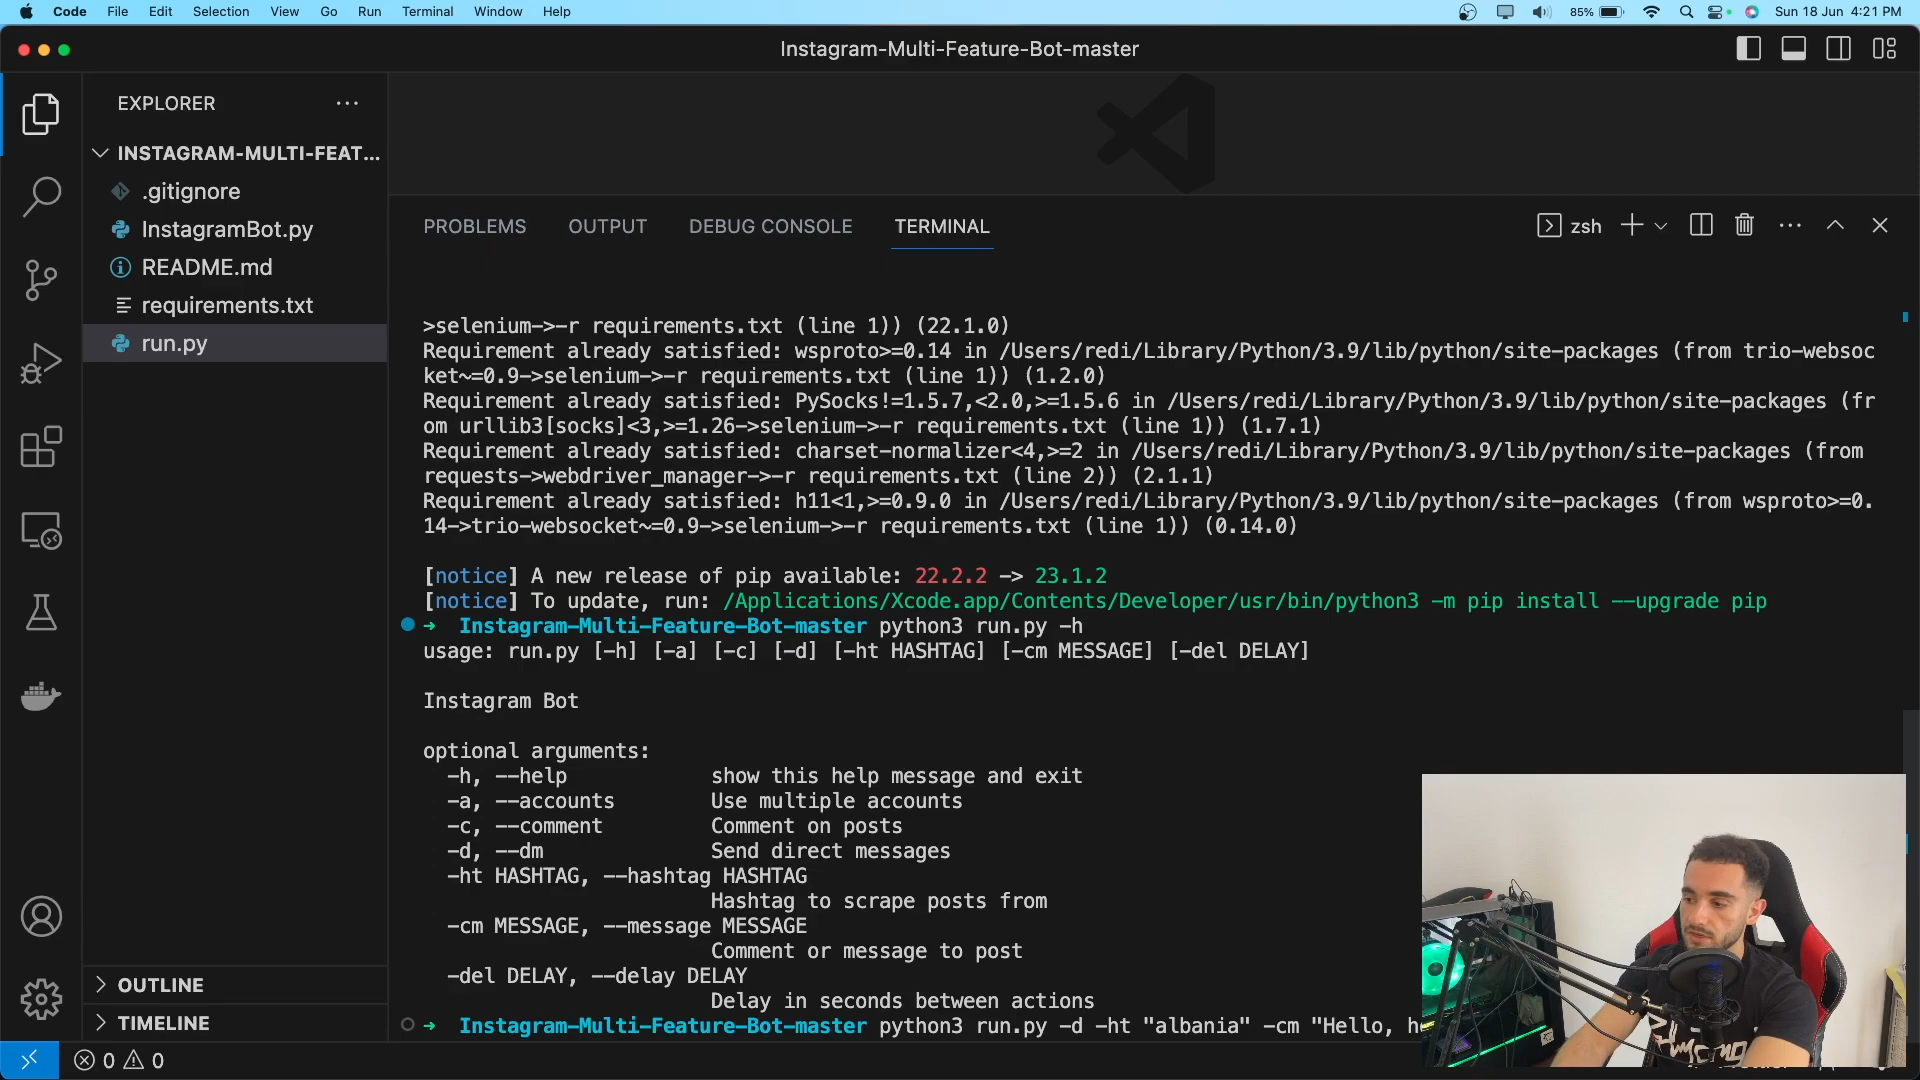 Code File Edit Selection View Go Run Terminal Window Help 85% Sun 18 Jun 4:21 PM
Instagram-Multi-Feature-Bot-master
EXPLORER
INSTAGRAM-MULTI-FEAT...
.gitignore
InstagramBot.py
README.md
requirements.txt
run.py
OUTLINE
TIMELINE
PROBLEMS OUTPUT DEBUG CONSOLE TERMINAL zsh
>selenium->-r requirements.txt (line 1)) (22.1.0)
Requirement already satisfied: wsproto>=0.14 in /Users/redi/Library/Python/3.9/lib/python/site-packages (from trio-websoc
ket~=0.9->selenium->-r requirements.txt (line 1)) (1.2.0)
Requirement already satisfied: PySocks!=1.5.7,<2.0,>=1.5.6 in /Users/redi/Library/Python/3.9/lib/python/site-packages (fr
om urllib3[socks]<3,>=1.26->selenium->-r requirements.txt (line 1)) (1.7.1)
Requirement already satisfied: charset-normalizer<4,>=2 in /Users/redi/Library/Python/3.9/lib/python/site-packages (from
requests->webdriver_manager->-r requirements.txt (line 2)) (2.1.1)
Requirement already satisfied: h11<1,>=0.9.0 in /Users/redi/Library/Python/3.9/lib/python/site-packages (from wsproto>=0.
14->trio-websocket~=0.9->selenium->-r requirements.txt (line 1)) (0.14.0)
[notice] A new release of pip available: 22.2.2 -> 23.1.2
[notice] To update, run: /Applications/Xcode.app/Contents/Developer/usr/bin/python3 -m pip install --upgrade pip
➜ Instagram-Multi-Feature-Bot-master python3 run.py -h
usage: run.py [-h] [-a] [-c] [-d] [-ht HASHTAG] [-cm MESSAGE] [-del DELAY]
Instagram Bot
optional arguments:
-h, --help show this help message and exit
-a, --accounts Use multiple accounts
-c, --comment Comment on posts
-d, --dm Send direct messages
-ht HASHTAG, --hashtag HASHTAG
Hashtag to scrape posts from
-cm MESSAGE, --message MESSAGE
Comment or message to post
-del DELAY, --delay DELAY
Delay in seconds between actions
➜ Instagram-Multi-Feature-Bot-master python3 run.py -d -ht "albania" -cm "Hello, h
0 0